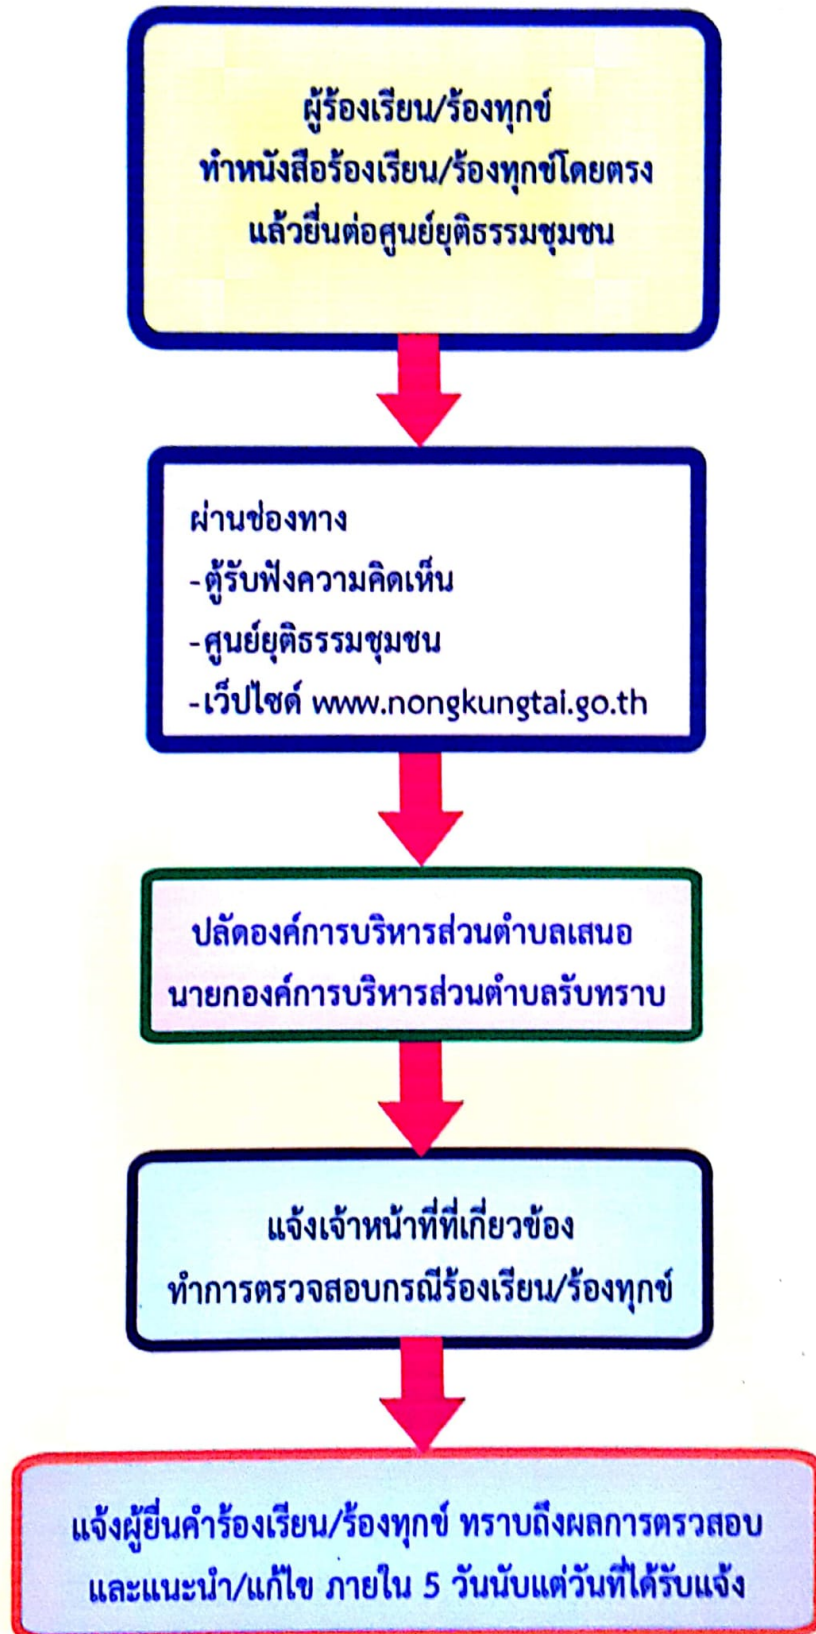 ผู้ร้องเรียน/ร้องทุกข์
ทำหนังสือร้องเรียน/ร้องทุกข์โดยตรง
แล้วยื่นต่อศูนย์ยุติธรรมชุมชน
ผ่านช่องทาง
-ตู้รับฟังความคิดเห็น
-ศูนย์ยุติธรรมชุมชน
-เว็ปไซด์ www.nongkungtai.go.th
ปลัดองค์การบริหารส่วนตำบลเสนอ
นายกองค์การบริหารส่วนตำบลรับทราบ
แจ้งเจ้าหน้าที่ที่เกี่ยวข้อง
ทำการตรวจสอบกรณีร้องเรียน/ร้องทุกข์
แจ้งผู้ยื่นคำร้องเรียน/ร้องทุกข์ ทราบถึงผลการตรวสอบ
และแนะนำ/แก้ไข ภายใน 5 วันนับแต่วันที่ได้รับแจ้ง